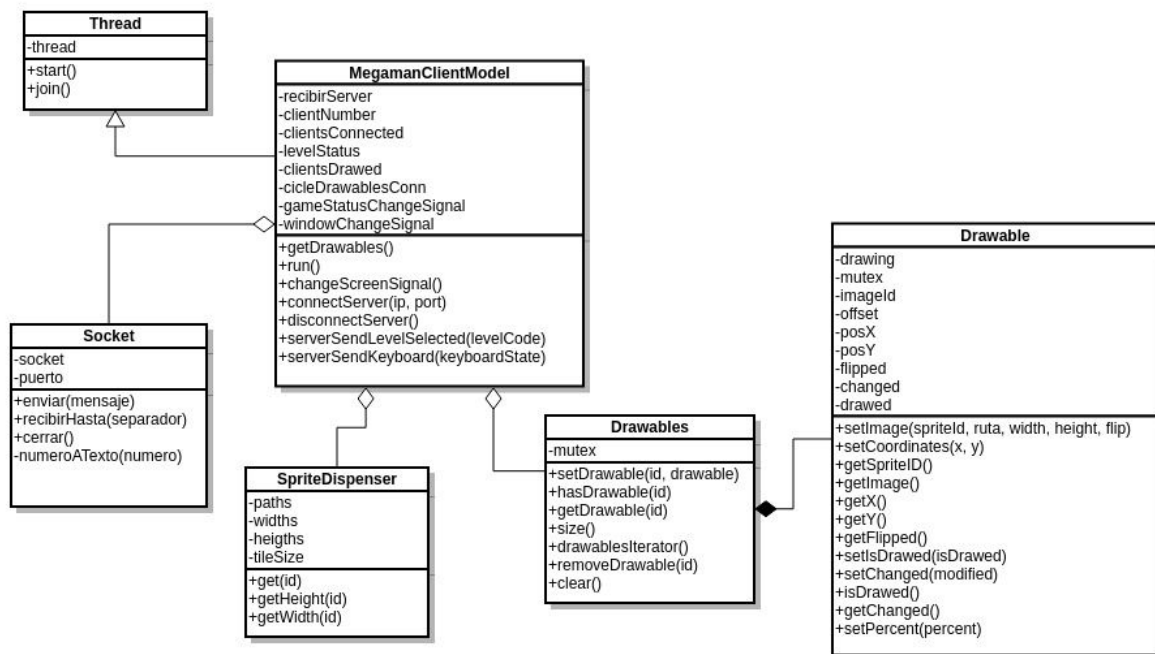 Thread
-thread
+start()
+join()
MegamanClientModel
-recibirServer
-clientNumber
-clientsConnected
-levelStatus
-clientsDrawed
-cicleDrawablesConn
-gameStatusChangeSignal
-windowChangeSignal
+getDrawables()
+run()
+changeScreenSignal()
+connectServer(ip, port)
+disconnectServer()
+serverSendLevelSelected(levelCode)
+serverSendKeyboard(keyboardState)
Socket
-socket
-puerto
+enviar(mensaje)
+recibirHasta(separador)
+cerrar()
-numeroATexto(numero)
SpriteDispenser
-paths
-widths
-heigths
-tileSize
+get(id)
+getHeight(id)
+getWidth(id)
Drawables
-mutex
+setDrawable(id, drawable)
+hasDrawable(id)
+getDrawable(id)
+size()
+drawablesIterator()
+removeDrawable(id)
+clear()
Drawable
-drawing
-mutex
-imageId
-offset
-posX
-posY
-flipped
-changed
-drawed
+setImage(spriteId, ruta, width, height, flip)
+setCoordinates(x, y)
+getSpriteID()
+getImage()
+getX()
+getY()
+getFlipped()
+setIsDrawed(isDrawed)
+setChanged(modified)
+isDrawed()
+getChanged()
+setPercent(percent)